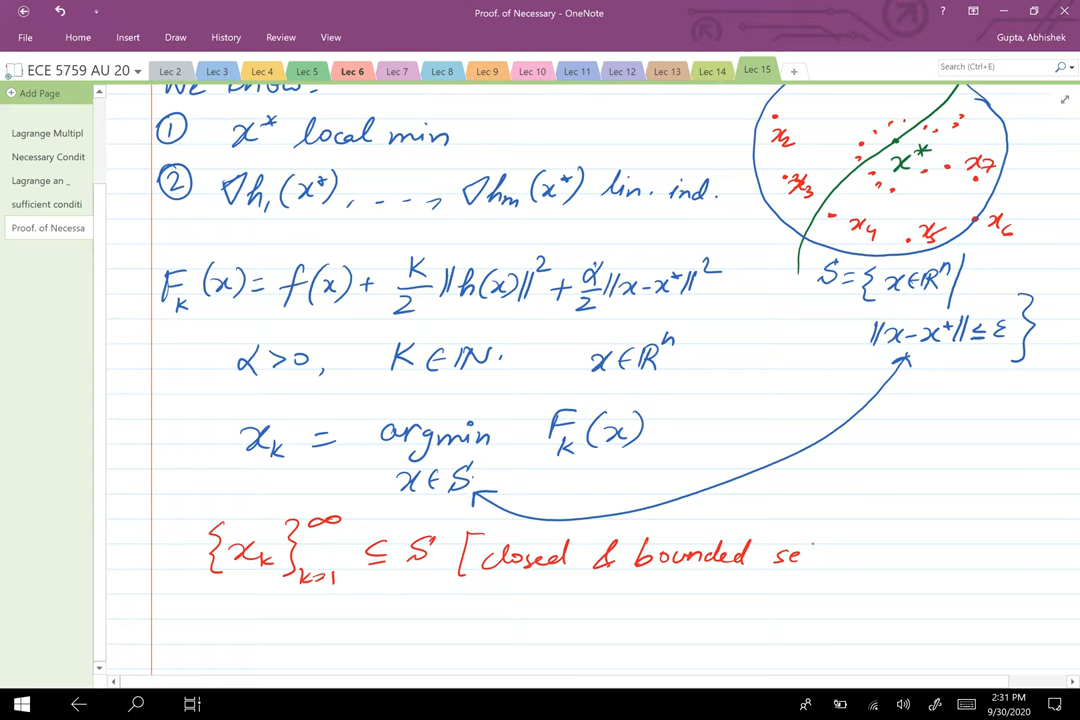 Proof. of Necessary - OneNote
?
Gupta, Abhishek
File Home Insert Draw History Review View
ECE 5759 AU 20
Lec 2 Lec 3 Lec 4 Lec 5 Lec 6 Lec 7 Lec 8 Lec 9 Lec 10 Lec 11 Lec 12 Lec 13 Lec 14 Lec 15 +
Search (Ctrl+E)
Add Page
Lagrange Multipl
Necessary Condit
Lagrange an _
sufficient conditi
Proof. of Necessa
We know:
① x* local min
② ∇h₁(x*), ...., ∇hm(x*) lin. ind.
F_k(x) = f(x) + K/2 ||h(x)||² + α/2 ||x-x*||²
α>0, K ∈ ℕ. x ∈ ℝⁿ
x_k = argmin F_k(x)
x ∈ S
{x_k}_{k=1}^∞ ⊆ S [closed & bounded se
x₂
x*
x₇
x₃
x₄
x₅
x₆
S = {x ∈ ℝⁿ |
||x-x*|| ≤ ε }
2:31 PM
9/30/2020